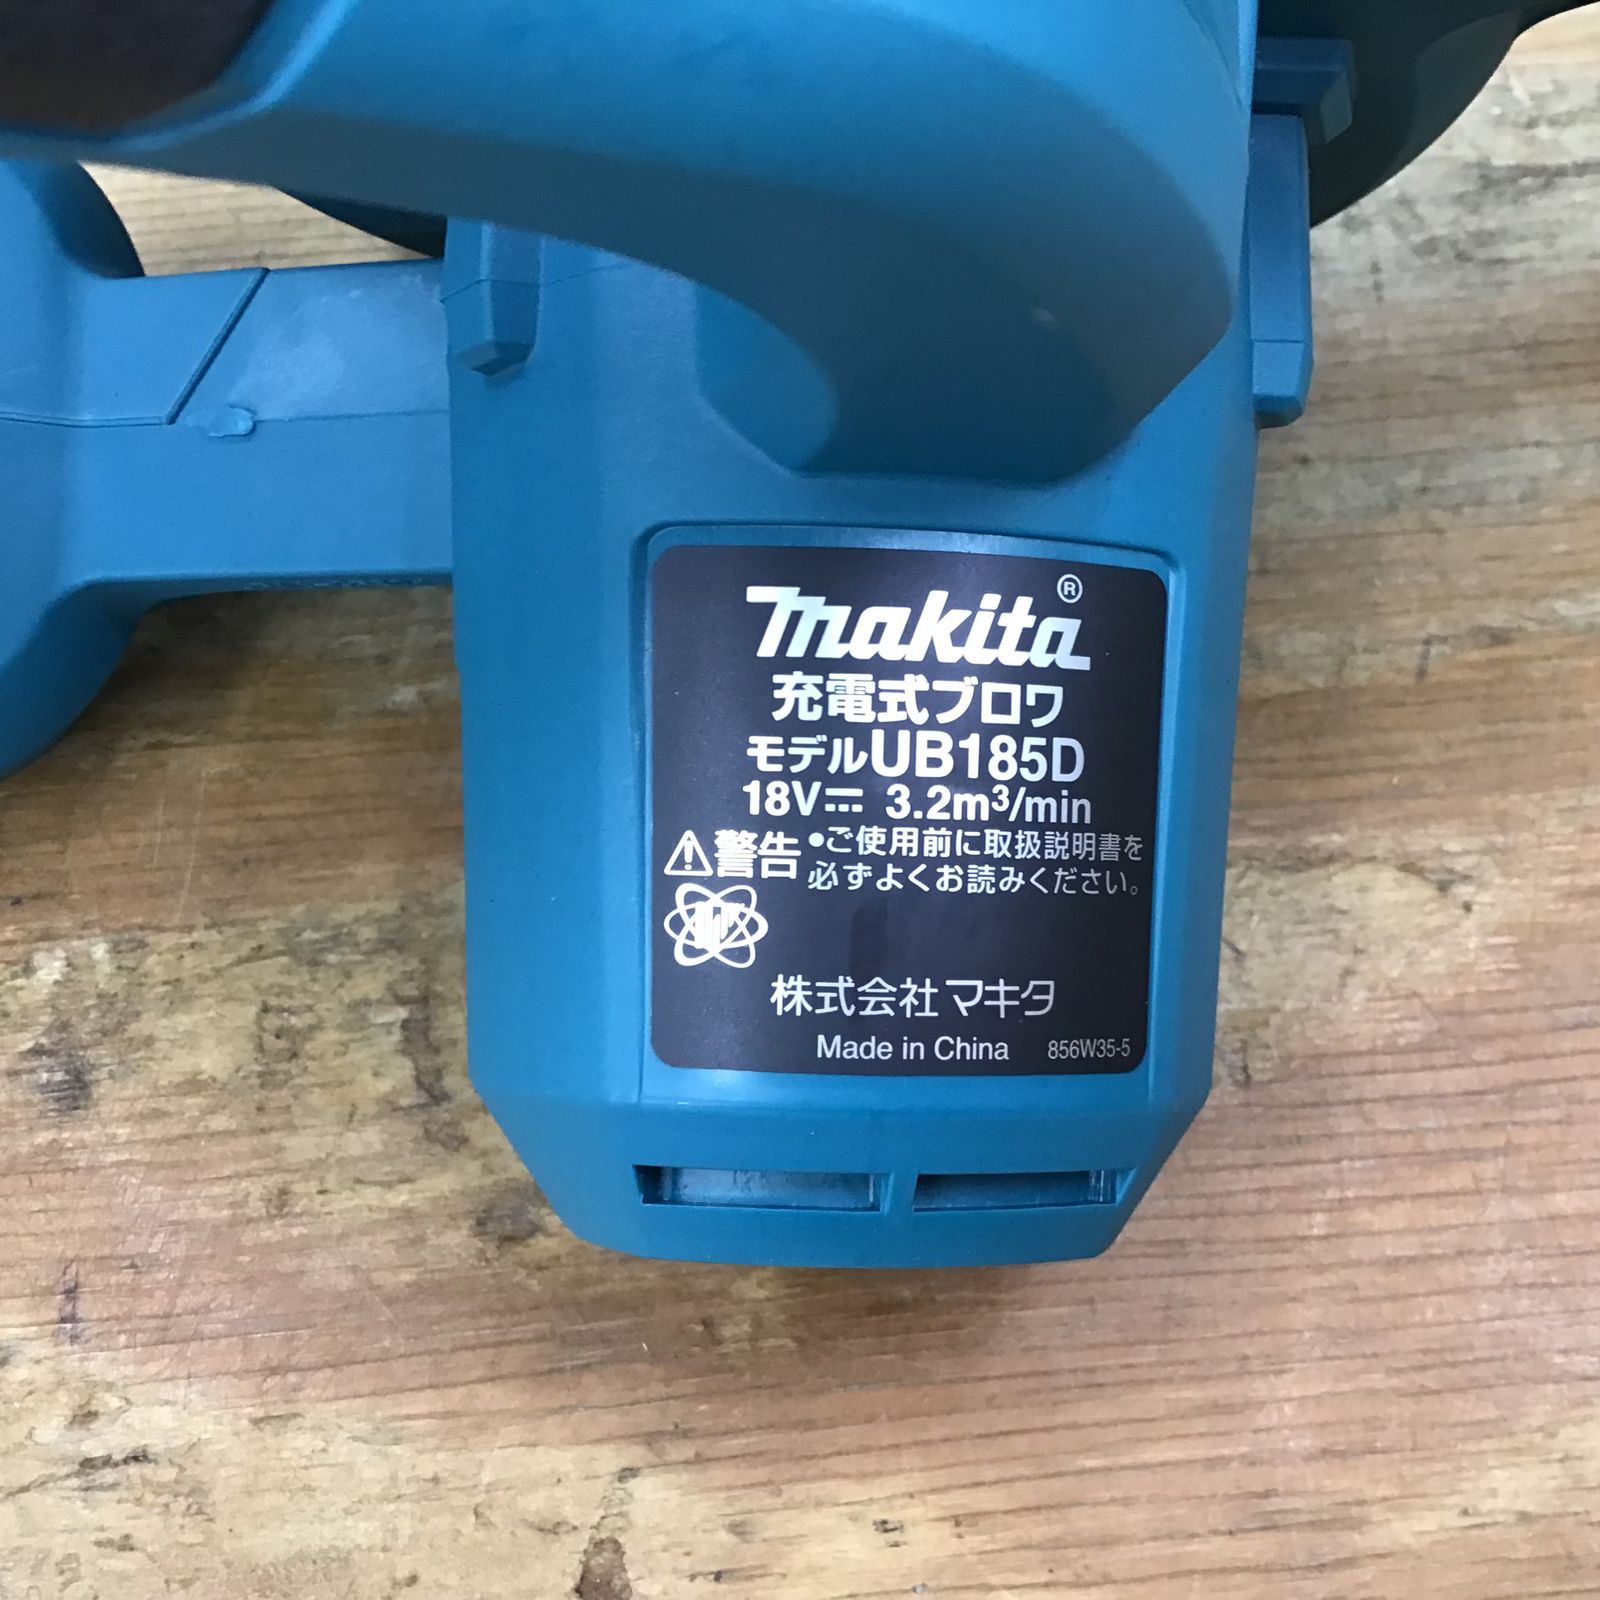 makita®
充電式ブロワ
モデルUB185D
18V⎓ 3.2m³/min
⚠警告 •ご使用前に取扱説明書を
必ずよくお読みください。
株式会社マキタ
Made in China 856W35-5